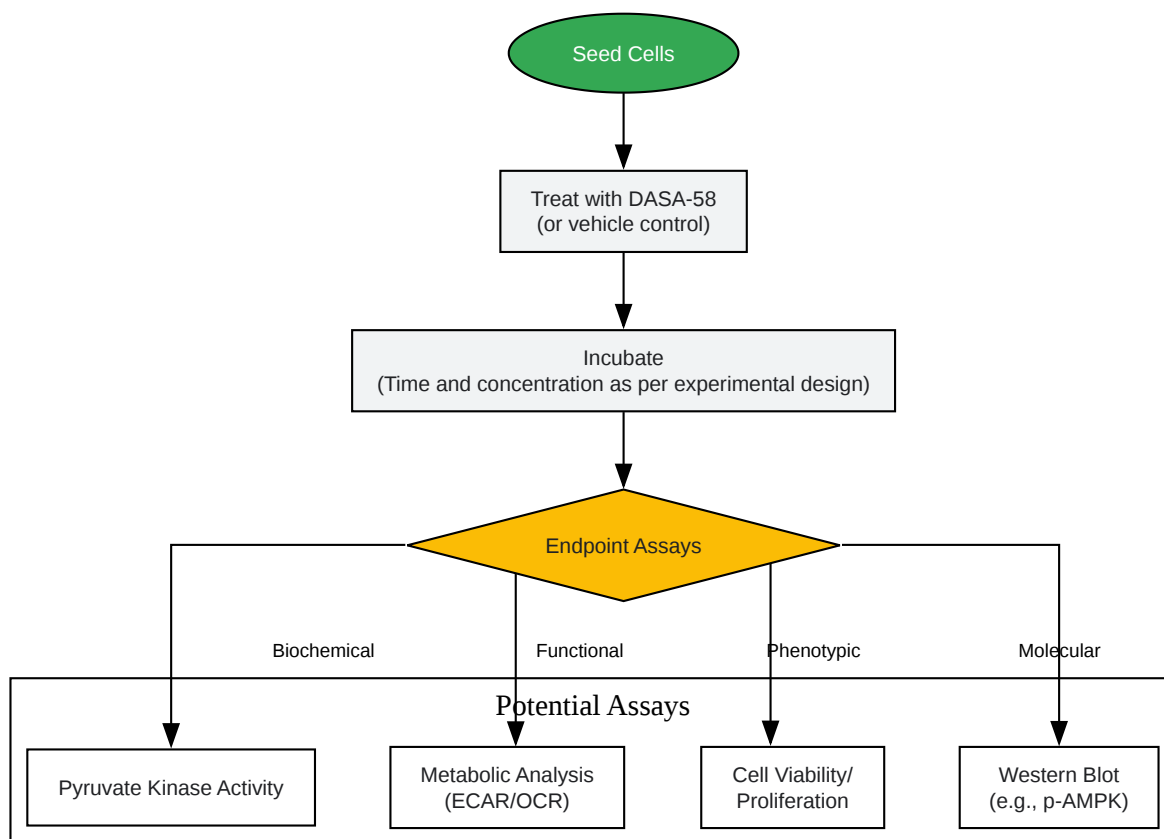 Seed Cells
Treat with DASA-58
(or vehicle control)
Incubate
(Time and concentration as per experimental design)
Endpoint Assays
Biochemical
Functional
Phenotypic
Molecular
Potential Assays
Pyruvate Kinase Activity
Metabolic Analysis
(ECAR/OCR)
Cell Viability/
Proliferation
Western Blot
(e.g., p-AMPK)